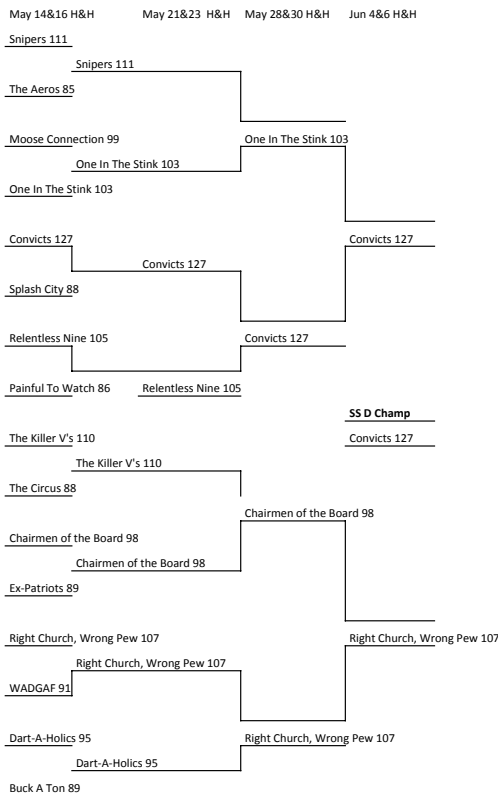 May 14&16 H&H May 21&23 H&H May 28&30 H&H Jun 4&6 H&H
Snipers 111
Snipers 111
The Aeros 85
Moose Connection 99 One In The Stink 103
One In The Stink 103
One In The Stink 103
Convicts 127 Convicts 127
Convicts 127
Splash City 88
Relentless Nine 105 Convicts 127
Painful To Watch 86 Relentless Nine 105
SS D Champ
The Killer V's 110 Convicts 127
The Killer V's 110
The Circus 88
Chairmen of the Board 98
Chairmen of the Board 98
Chairmen of the Board 98
Ex-Patriots 89
Right Church, Wrong Pew 107 Right Church, Wrong Pew 107
Right Church, Wrong Pew 107
WADGAF 91
Dart-A-Holics 95 Right Church, Wrong Pew 107
Dart-A-Holics 95
Buck A Ton 89